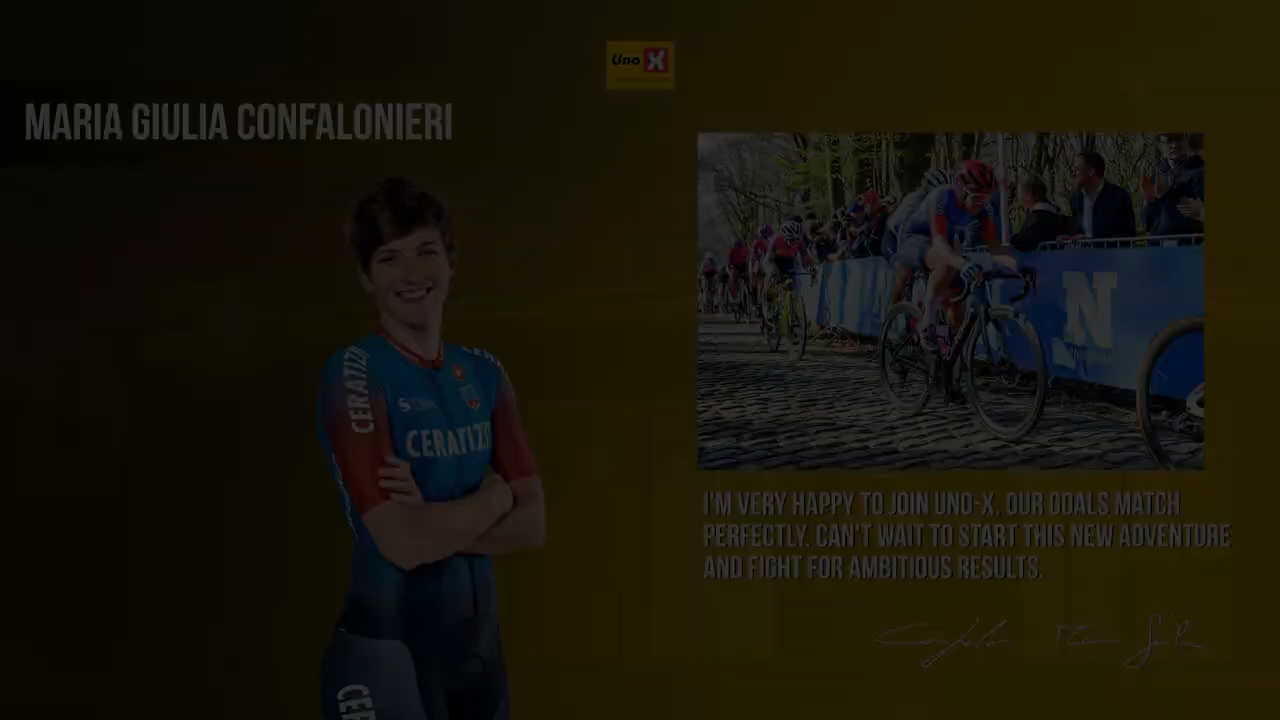 Uno X
MARIA GIULIA CONFALONIERI
CERATIZIT
CERATIZIT
N
I'M VERY HAPPY TO JOIN UNO-X. OUR GOALS MATCH
PERFECTLY. CAN'T WAIT TO START THIS NEW ADVENTURE
AND FIGHT FOR AMBITIOUS RESULTS.